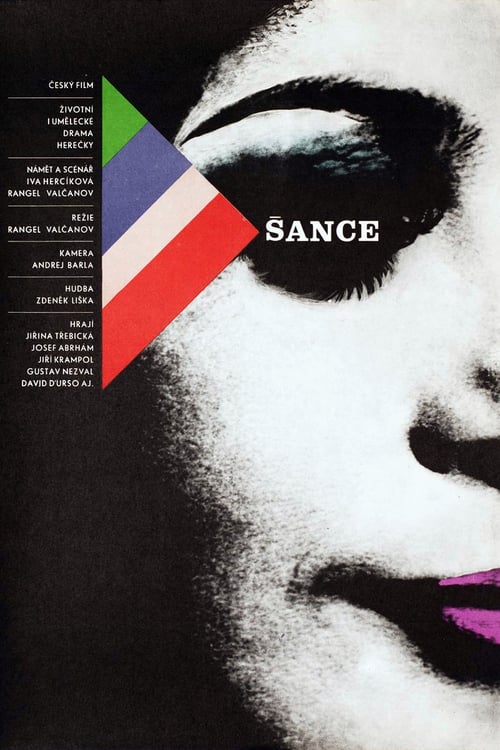 ČESKÝ FILM
ŽIVOTNÍ
I UMĚLECKÉ
DRAMA
HEREČKY
NÁMĚT A SCÉNÁŘ
IVA HERCÍKOVÁ
RANGEL VALČANOV
REŽIE
RANGEL VALČANOV
KAMERA
ANDREJ BARLA
HUDBA
ZDENĚK LIŠKA
HRAJÍ
JIŘINA TŘEBICKÁ
JOSEF ABRHÁM
JIŘÍ KRAMPOL
GUSTAV NEZVAL
DAVID D'URSO AJ.
ŠANCE